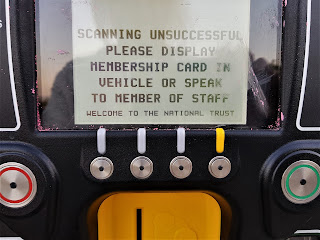 SCANNING UNSUCCESSFUL
PLEASE DISPLAY
MEMBERSHIP CARD IN
VEHICLE OR SPEAK
TO MEMBER OF STAFF
WELCOME TO THE NATIONAL TRUST